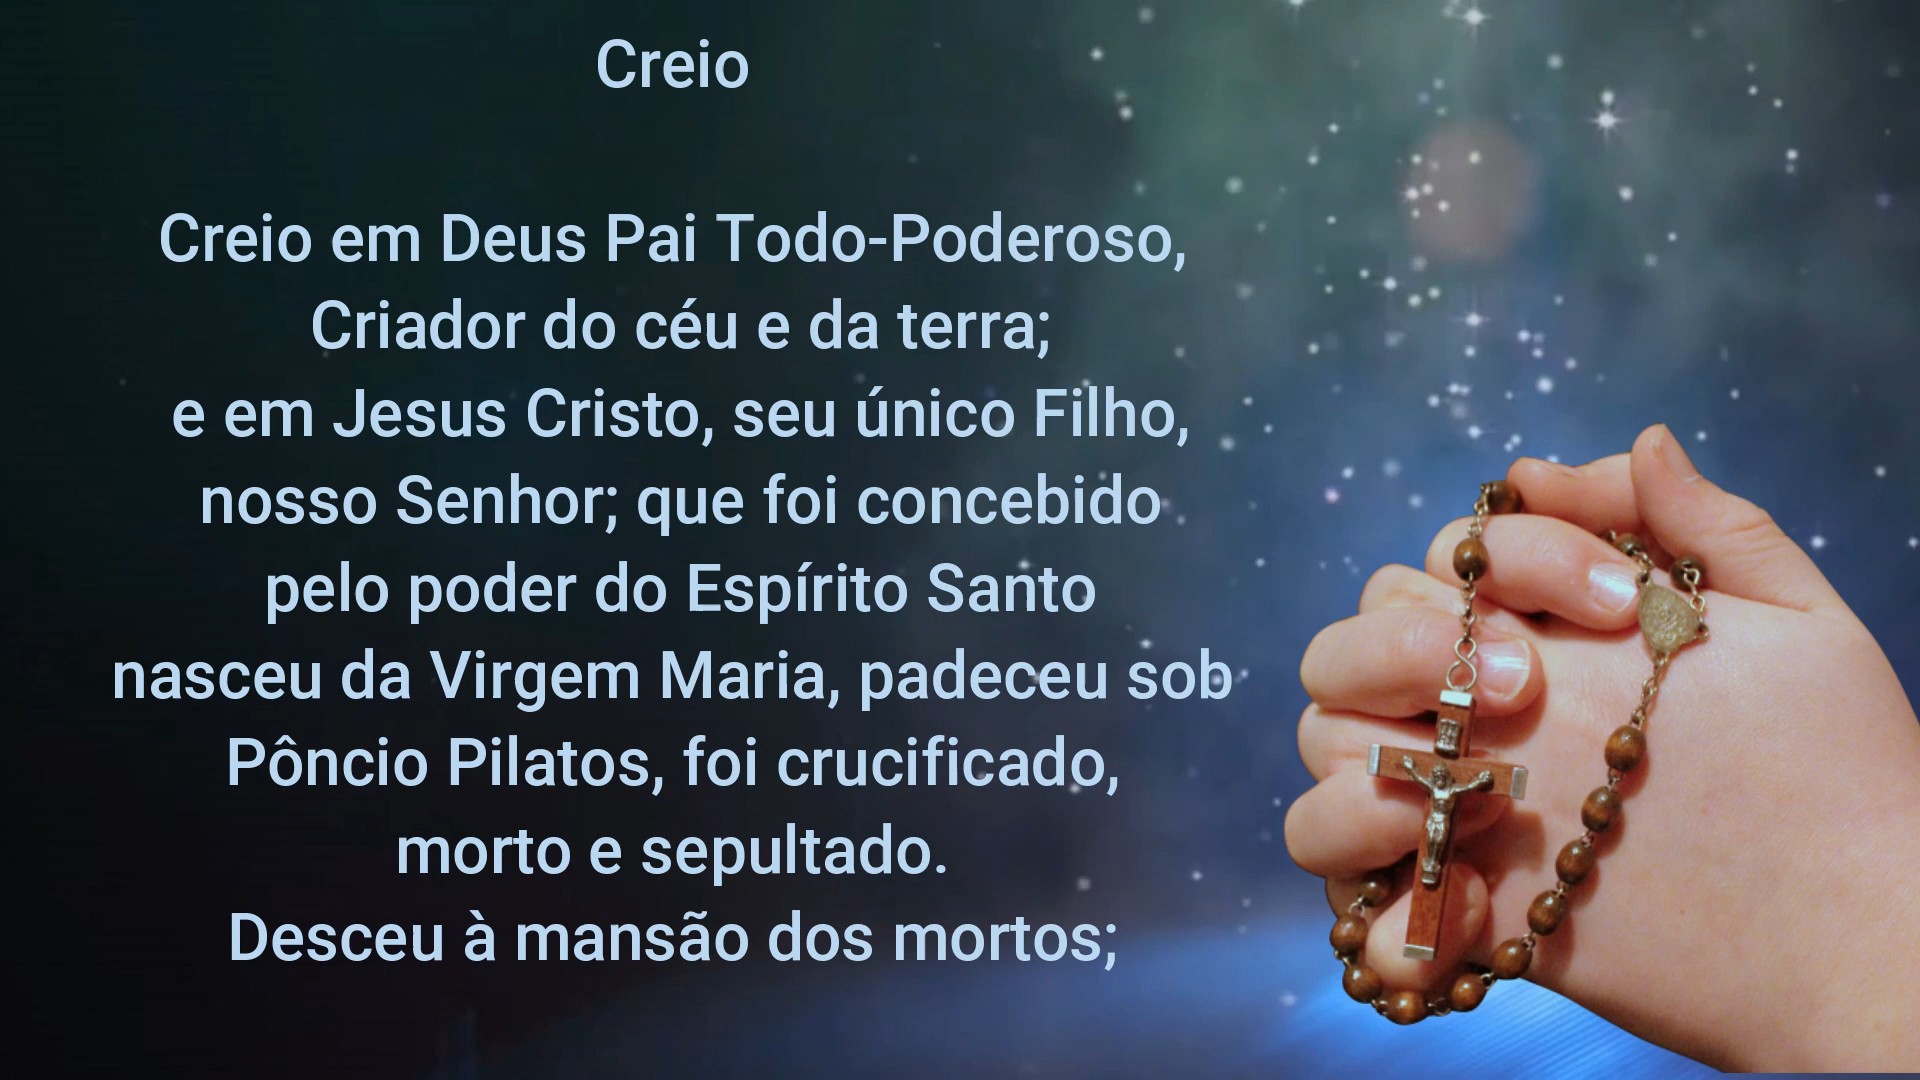 Creio
Creio em Deus Pai Todo-Poderoso,
Criador do céu e da terra;
e em Jesus Cristo, seu único Filho,
nosso Senhor; que foi concebido
pelo poder do Espírito Santo
nasceu da Virgem Maria, padeceu sob
Pôncio Pilatos, foi crucificado,
morto e sepultado.
Desceu à mansão dos mortos;